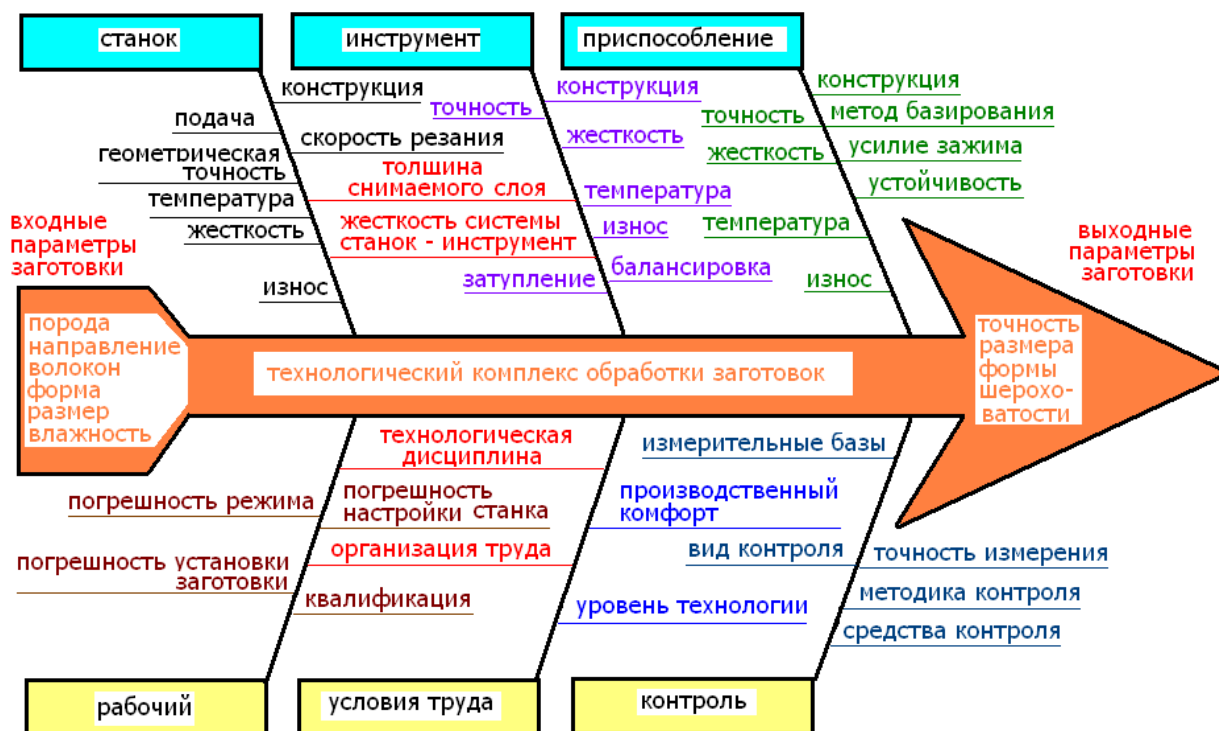 станок
инструмент
приспособление
конструкция
подача
скорость резания
геометрическая
точность
толшина
снимаемого слоя
температура
жесткость
жесткость системы
станок - инструмент
износ
точность
конструкция
жесткость
температура
износ
затупление
балансировка
конструкция
точность
метод базирования
жесткость
усилие зажима
устойчивость
температура
износ
входные
параметры
заготовки
выходные
параметры
заготовки
порода
направление
волокон
форма
размер
влажность
технологический комплекс обработки заготовок
точность
размера
формы
шерохо-
ватости
технологическая
дисциплина
погрешность режима
погрешность
настройки станка
организация труда
погрешность установки
заготовки
квалификация
измерительные базы
производственный
комфорт
вид контроля
точность измерения
уровень технологии
методика контроля
средства контроля
рабочий
условия труда
контроль